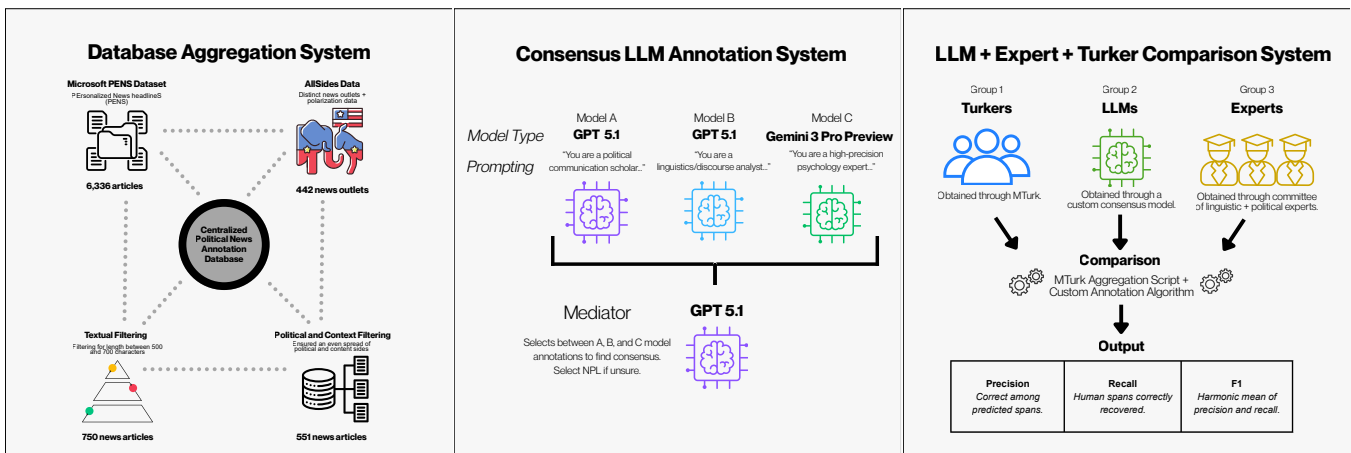 Database Aggregation System
Microsoft PENS Dataset
PErsonalized News headlineS
(PENS)
6,336 articles
AllSides Data
Distinct news outlets +
polarization data
442 news outlets
Centralized
Political News
Annotation
Database
Textual Filtering
Filtering for length between 500
and 700 characters
750 news articles
Political and Context Filtering
Ensured an even spread of
political and content sides
551 news articles
Consensus LLM Annotation System
Model Type
Prompting
Model A
GPT 5.1
"You are a political
communication scholar..."
Model B
GPT 5.1
"You are a
linguistics/discourse analyst..."
Model C
Gemini 3 Pro Preview
"You are a high-precision
psychology expert..."
Mediator
GPT 5.1
Selects between A, B, and C model
annotations to find consensus.
Select NPL if unsure.
LLM + Expert + Turker Comparison System
Group 1
Turkers
Obtained through MTurk.
Group 2
LLMs
Obtained through a
custom consensus model.
Group 3
Experts
Obtained through committee
of linguistic + political experts.
Comparison
MTurk Aggregation Script +
Custom Annotation Algorithm
Output
Precision
Correct among
predicted spans.
Recall
Human spans correctly
recovered.
F1
Harmonic mean of
precision and recall.